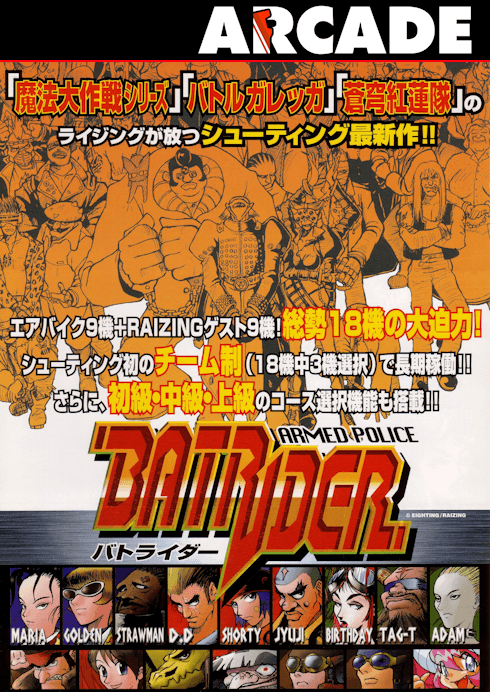 ARCADE
「魔法大作戦シリーズ」「バトルガレッガ」「蒼穹紅蓮隊」の
ライジングが放つシューティング最新作!!
エアバイク9機+RAIZINGゲスト9機!総勢18機の大迫力!
シューティング初のチーム制(18機中3機選択)で長期稼働!!
さらに、初級・中級・上級のコース選択機能も搭載!!
ARMED POLICE
BATRIDER
© EIGHTING/RAIZING
バトライダー
MARIA GOLDEN STRAWMAN D.D SHORTY JYUJI BIRTHDAY TAG-T ADAM